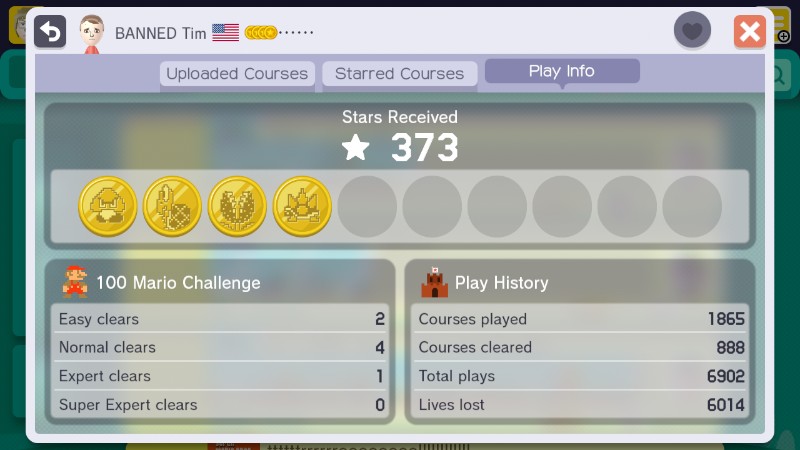 BANNED Tim
Uploaded Courses
Starred Courses
Play Info
Stars Received
373
100 Mario Challenge
Easy clears 2
Normal clears 4
Expert clears 1
Super Expert clears 0
Play History
Courses played 1865
Courses cleared 888
Total plays 6902
Lives lost 6014